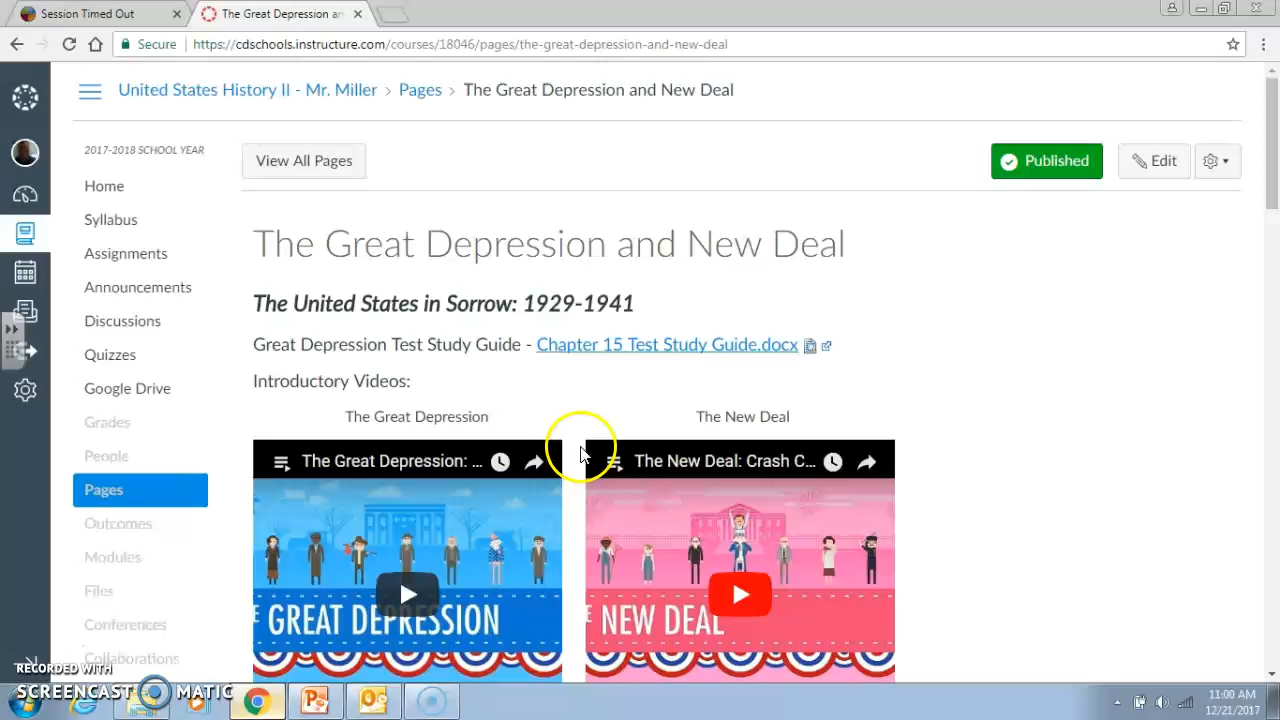 Session Timed Out
The Great Depression an
Secure
https://cdschools.instructure.com/courses/18046/pages/the-great-depression-and-new-deal
United States History II - Mr. Miller > Pages > The Great Depression and New Deal
2017-2018 SCHOOL YEAR
Home
Syllabus
Assignments
Announcements
Discussions
Quizzes
Google Drive
Grades
People
Pages
Outcomes
Modules
Files
Conferences
Collaborations
View All Pages
Published
Edit
The Great Depression and New Deal
The United States in Sorrow: 1929-1941
Great Depression Test Study Guide - Chapter 15 Test Study Guide.docx
Introductory Videos:
The Great Depression
The New Deal
The Great Depression: ...
The New Deal: Crash C...
GREAT DEPRESSION
NEW DEAL
RECORDED WITH
SCREENCAST MATIC
11:00 AM
12/21/2017